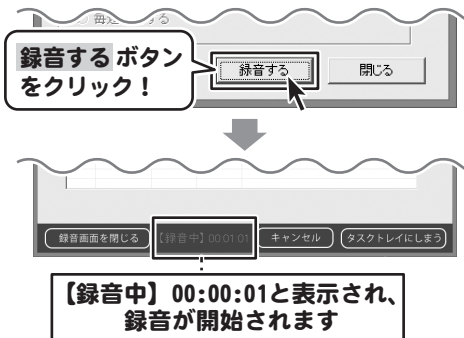 録音する ボタン
をクリック！
録音する
閉じる
録音画面を閉じる
【録音中】00:01:01
キャンセル
タスクトレイにしまう
【録音中】00:00:01と表示され、
録音が開始されます